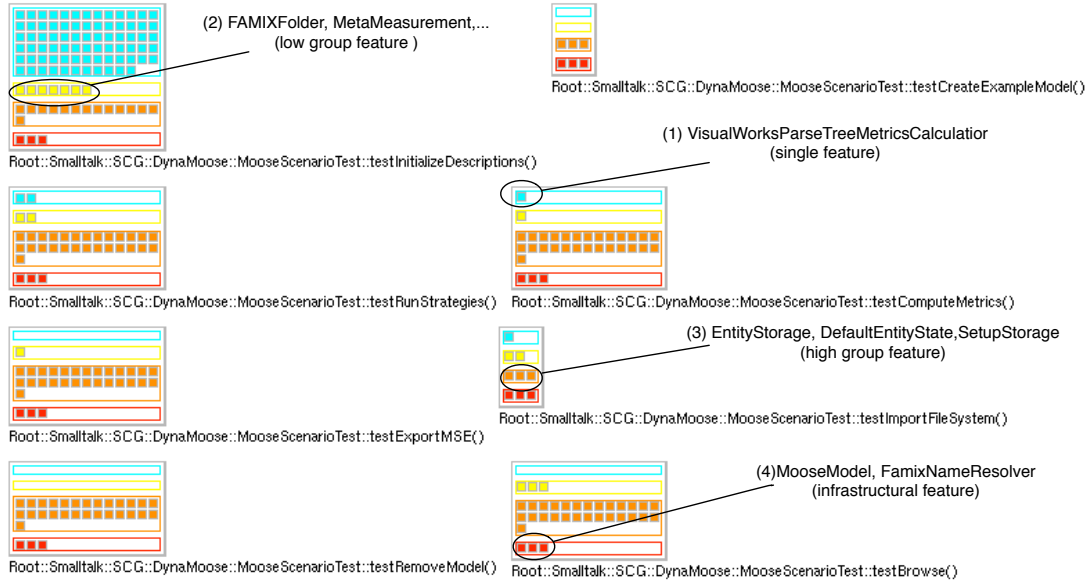 (2) FAMIXFolder, MetaMeasurement,...
(low group feature )
Root::Smalltalk::SCG::DynaMoose::MooseScenarioTest::testCreateExampleModel()
(1) VisualWorksParseTreeMetricsCalculatior
(single feature)
Root::Smalltalk::SCG::DynaMoose::MooseScenarioTest::testInitializeDescriptions()
Root::Smalltalk::SCG::DynaMoose::MooseScenarioTest::testRunStrategies()
Root::Smalltalk::SCG::DynaMoose::MooseScenarioTest::testComputeMetrics()
(3) EntityStorage, DefaultEntityState,SetupStorage
(high group feature)
Root::Smalltalk::SCG::DynaMoose::MooseScenarioTest::testImportFileSystem()
Root::Smalltalk::SCG::DynaMoose::MooseScenarioTest::testExportMSE()
(4)MooseModel, FamixNameResolver
(infrastructural feature)
Root::Smalltalk::SCG::DynaMoose::MooseScenarioTest::testRemoveModel()
Root::Smalltalk::SCG::DynaMoose::MooseScenarioTest::testBrowse()